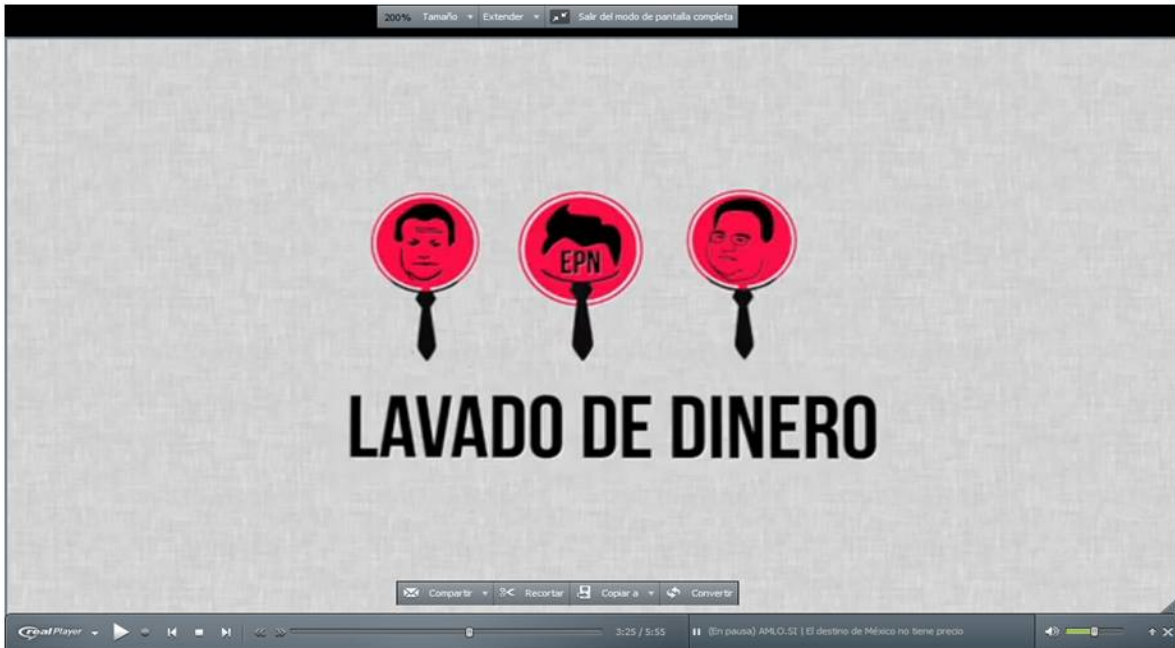 200% Tamaño Extender Salir del modo de pantalla completa
EPN
LAVADO DE DINERO
Compartir Recortar Copiar a Convertir
realPlayer 3:25 / 5:55 (En pausa) AMLO.SI | El destino de México no tiene precio